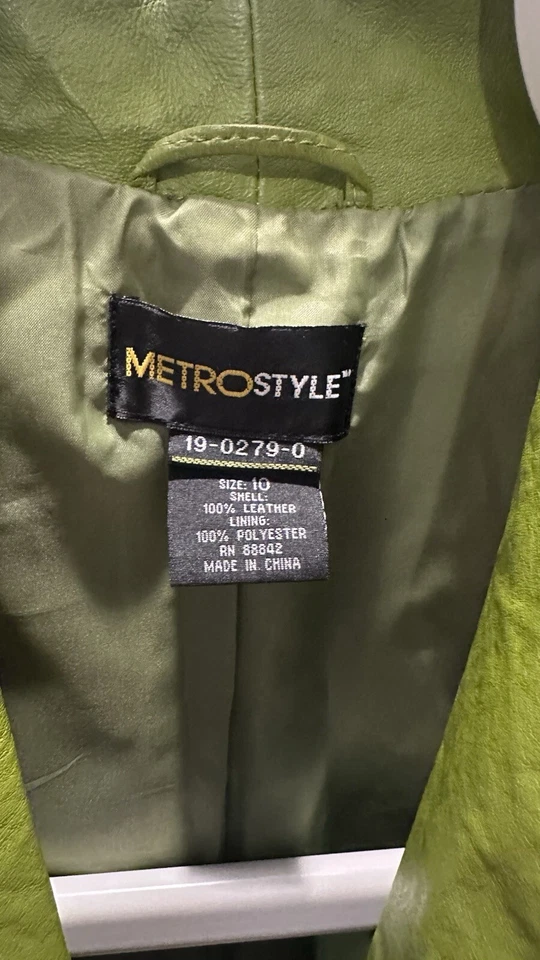 METROSTYLE™
19-0279-0
SIZE: 10
SHELL:
100% LEATHER
LINING:
100% POLYESTER
RN 88842
MADE IN CHINA